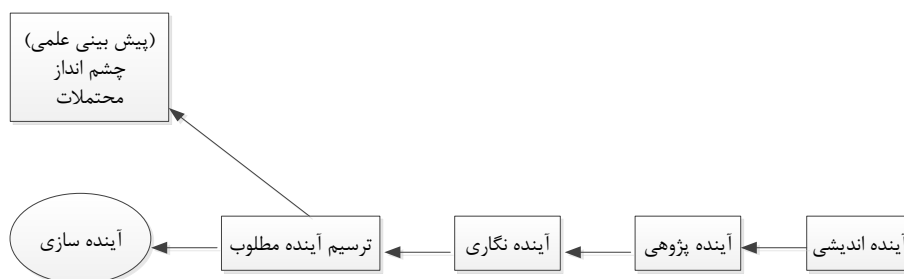 (پیش بینی علمی)
چشم انداز
محتملات
آینده اندیشی
آینده پژوهی
آینده نگاری
ترسیم آینده مطلوب
آینده سازی